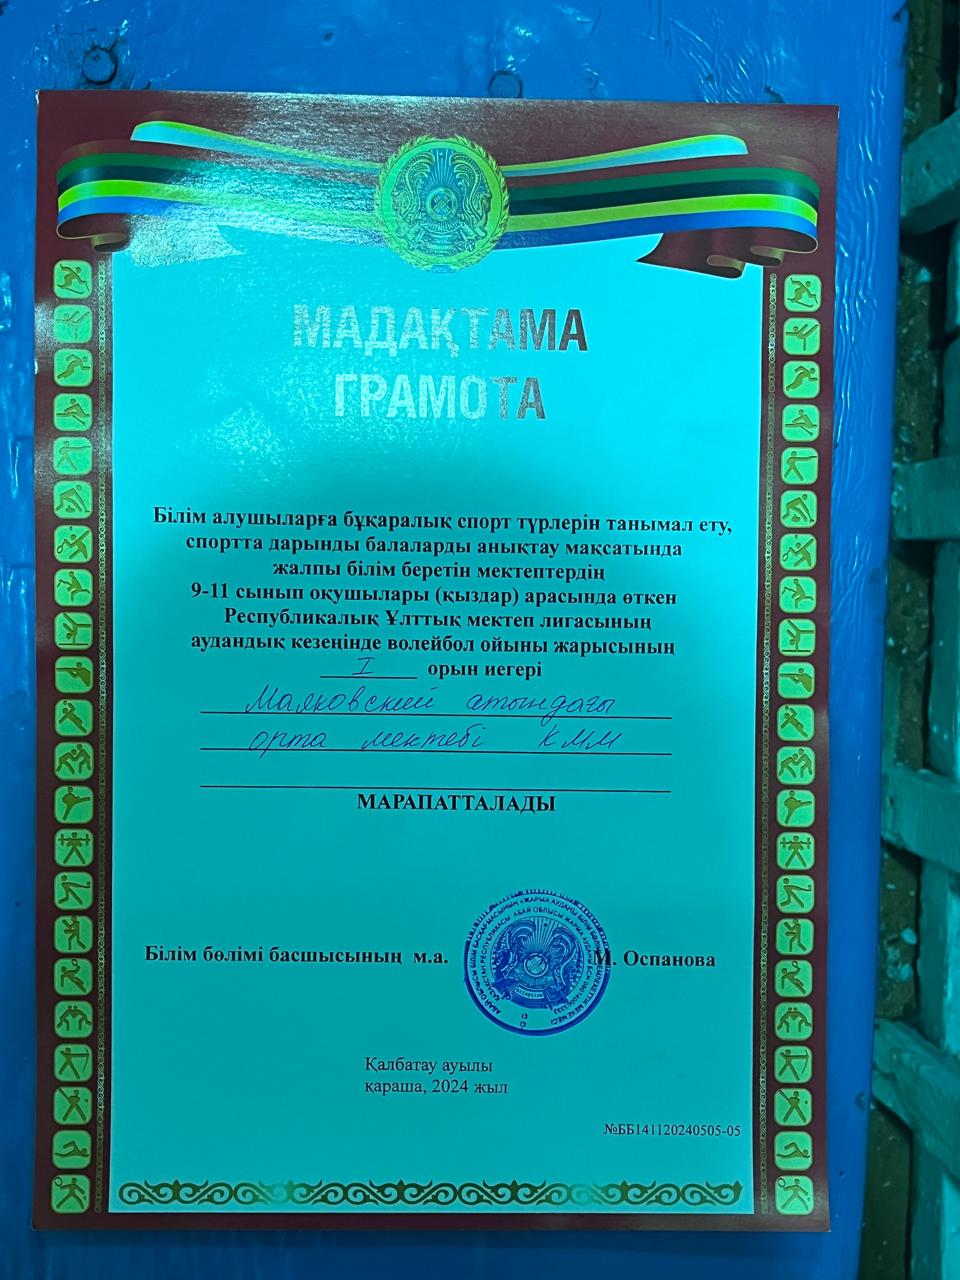 МАДАҚТАМА
ГРАМОТА
Білім алушыларға бұқаралық спорт түрлерін танымал ету,
спортта дарынды балаларды анықтау мақсатында
жалпы білім беретін мектептердің
9-11 сынып оқушылары (қыздар) арасында өткен
Республикалық Ұлттық мектеп лигасының
аудандық кезеңінде волейбол ойыны жарысының
I орын иегері
Маяковский атындағы
орта мектебі КММ
МАРАПАТТАЛАДЫ
Білім бөлімі басшысының м.а. М. Оспанова
Қалбатау ауылы
қараша, 2024 жыл
№ББ141120240505-05